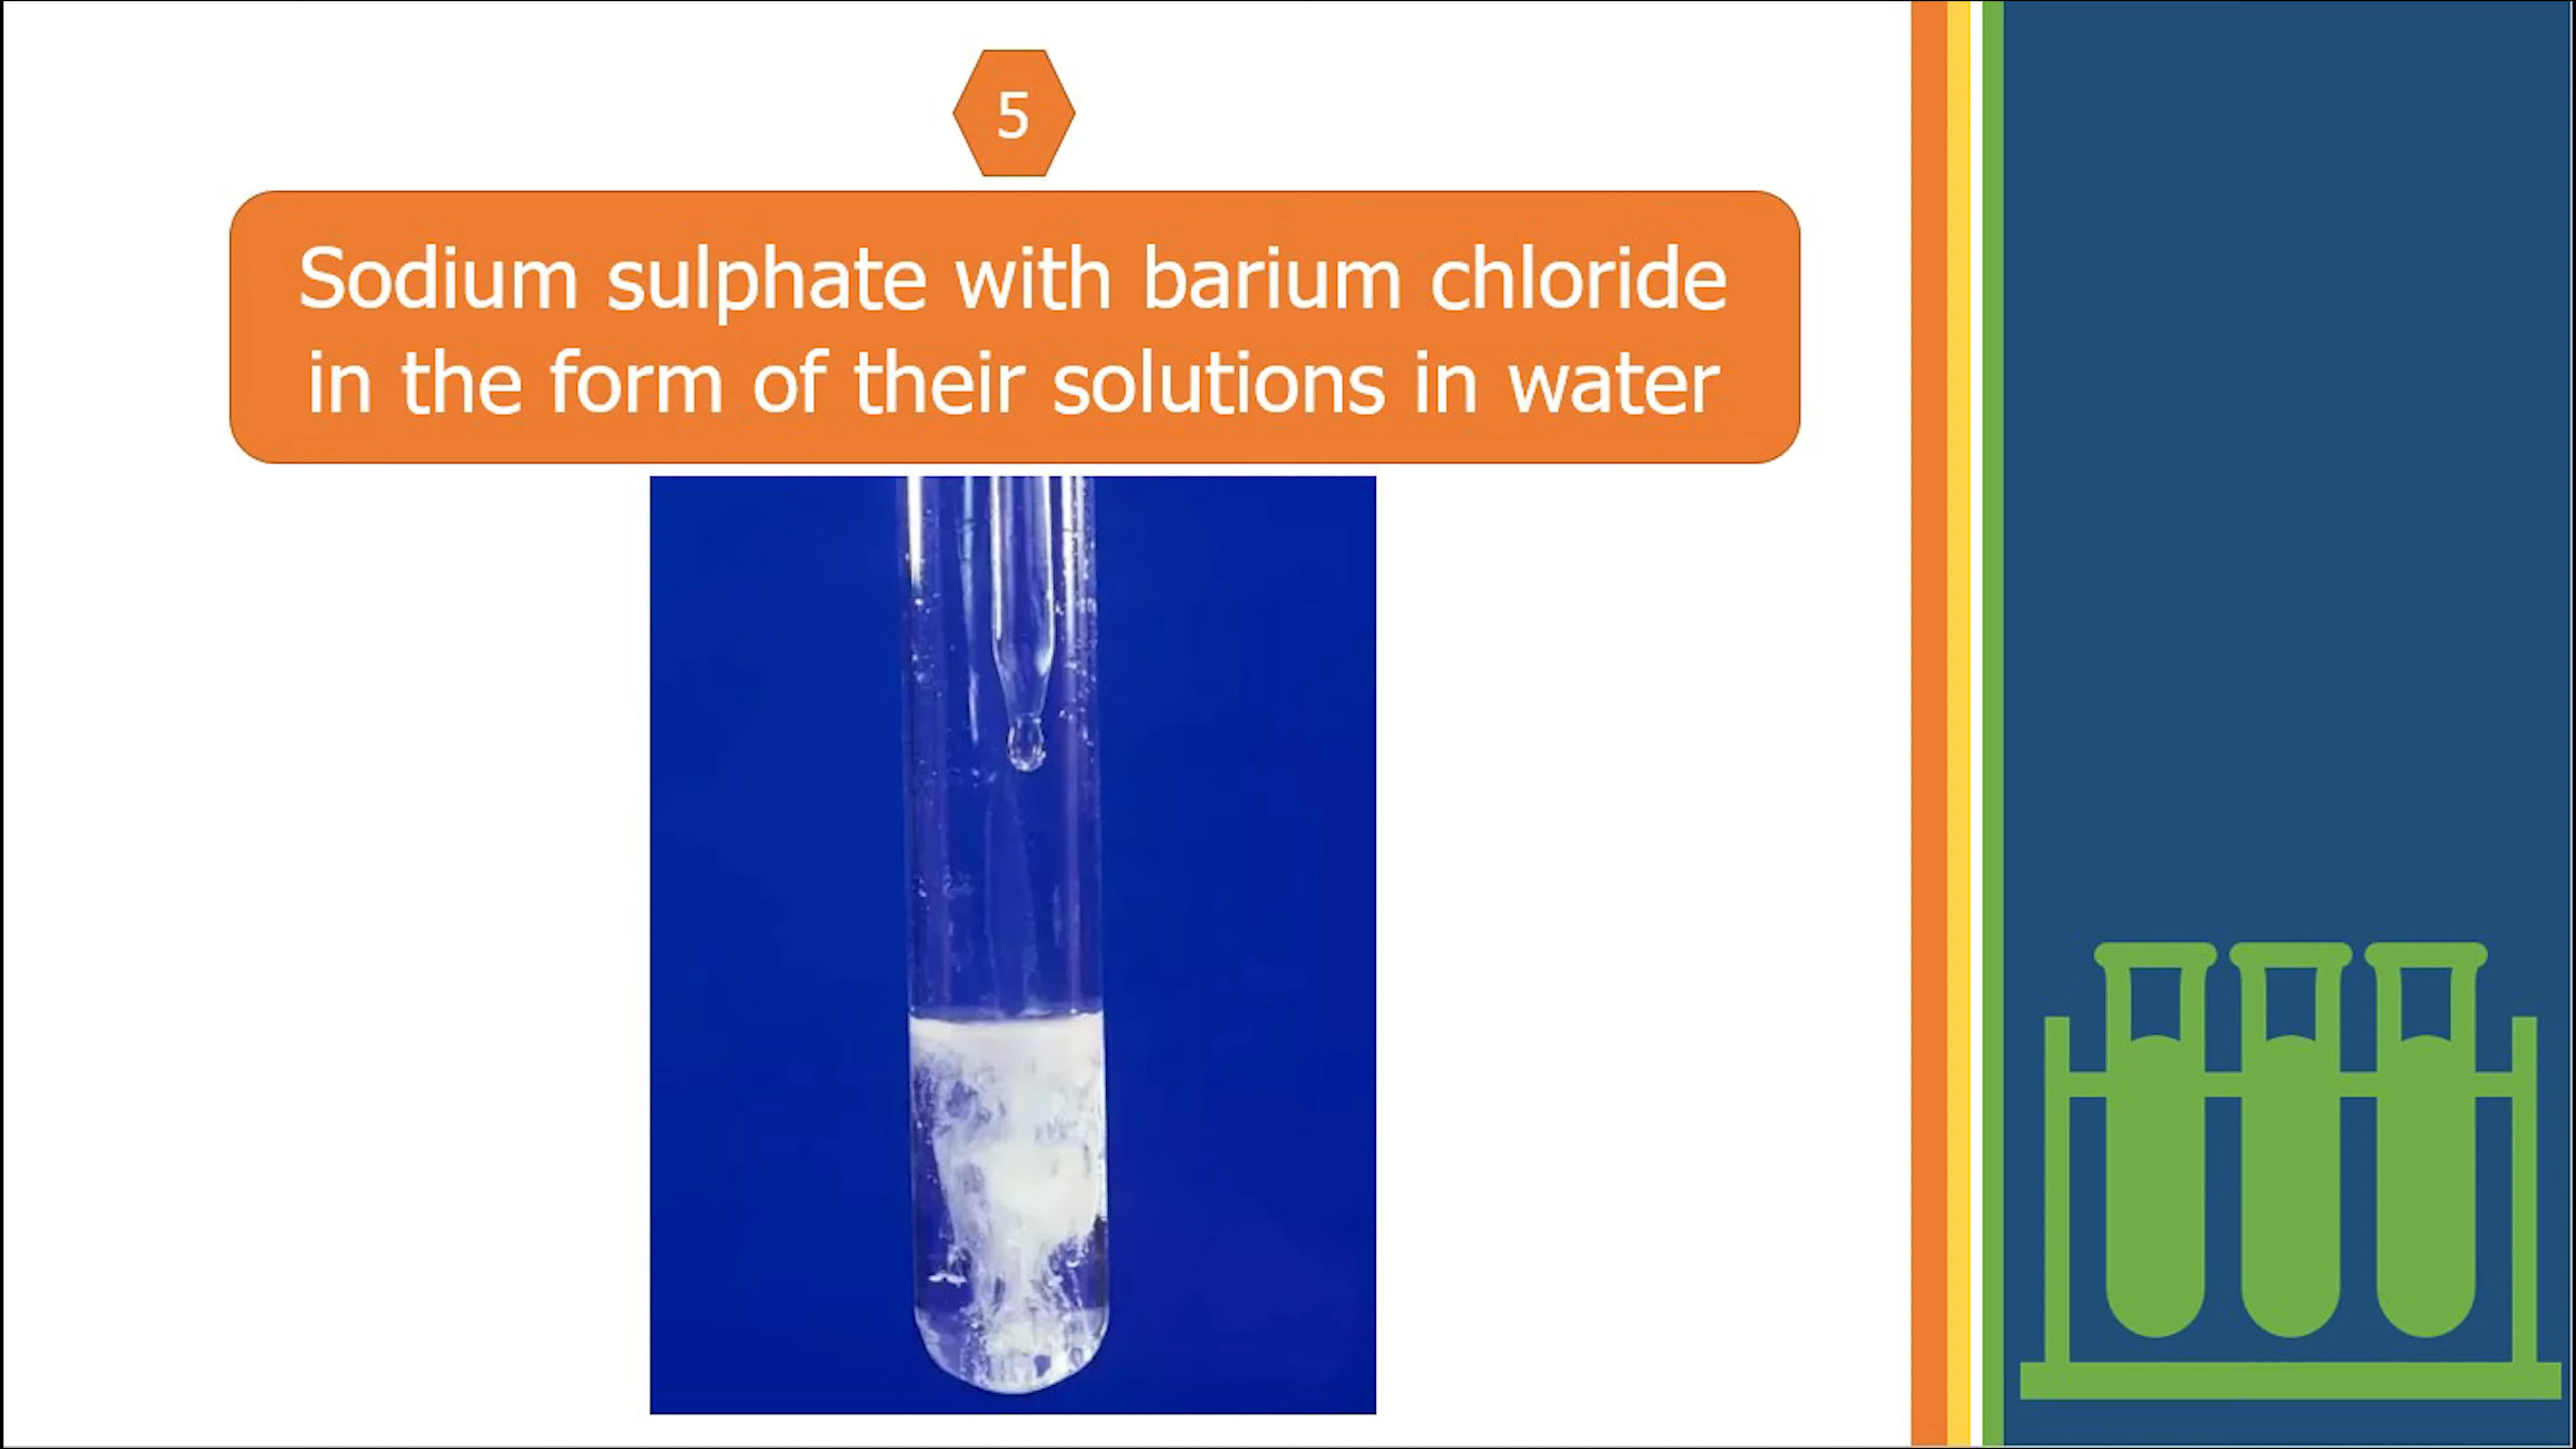 5
Sodium sulphate with barium chloride
in the form of their solutions in water